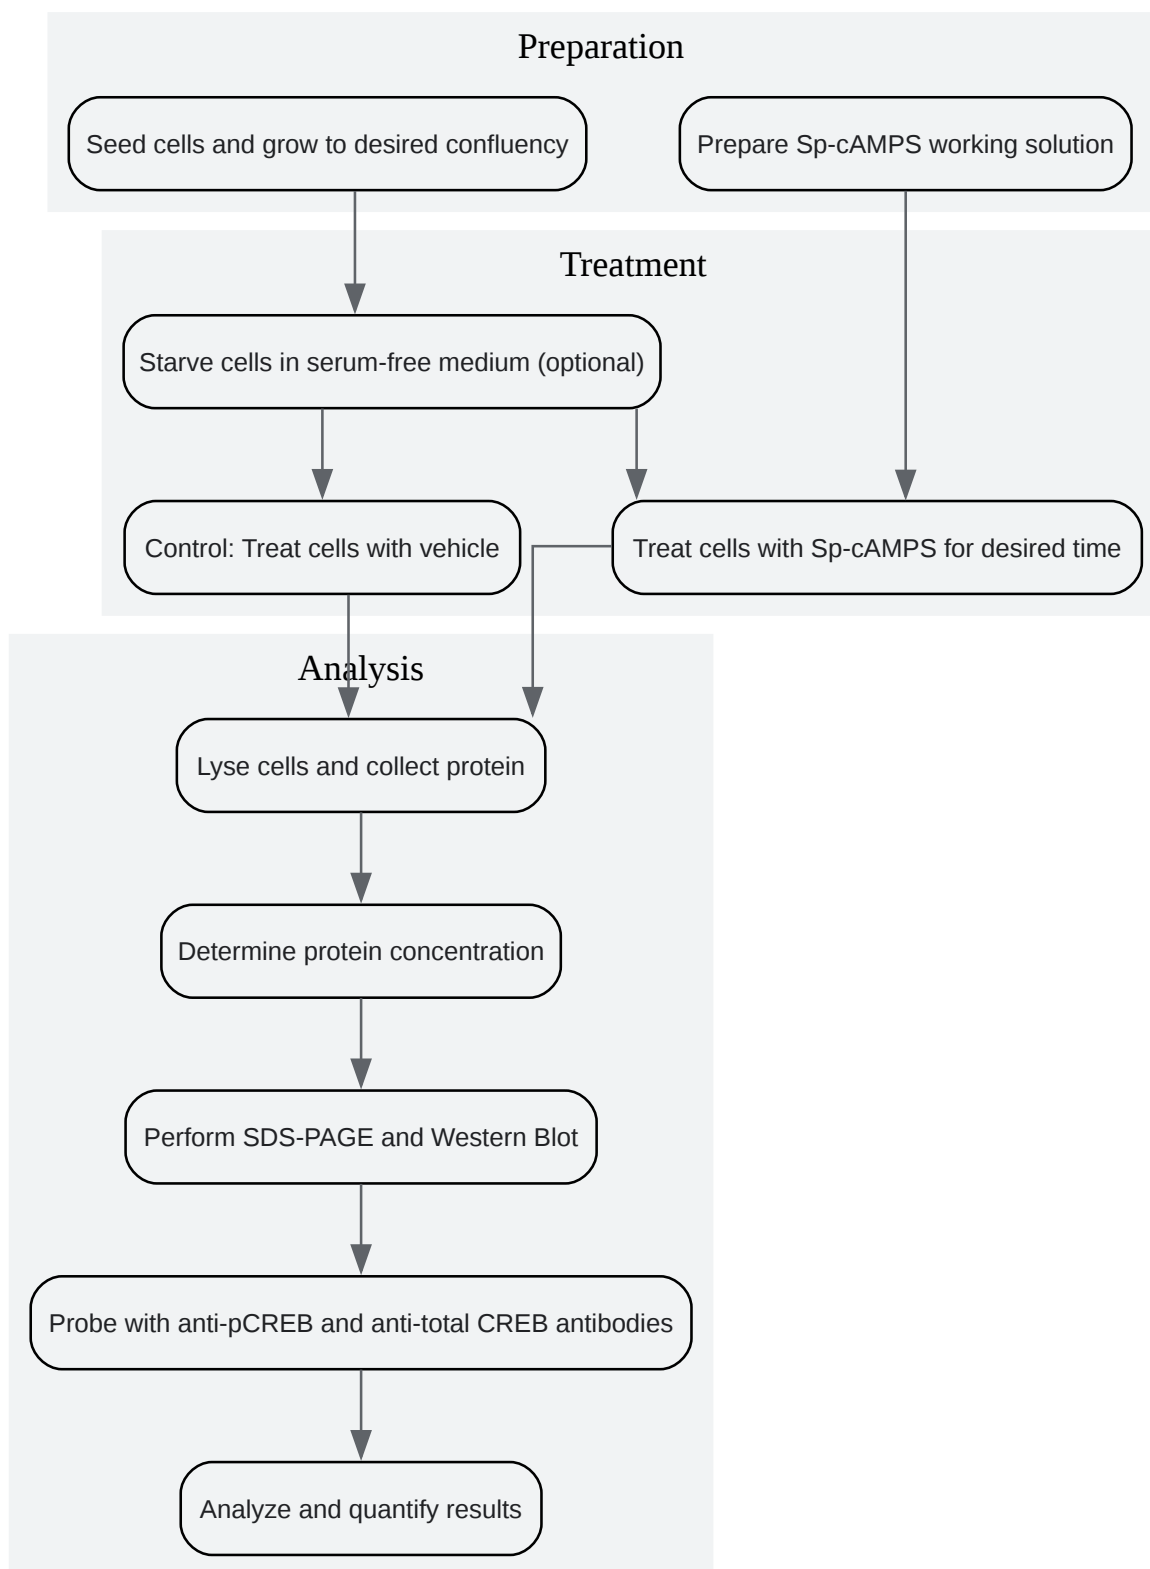 Preparation
Seed cells and grow to desired confluency
Prepare Sp-cAMPS working solution
Treatment
Starve cells in serum-free medium (optional)
Control: Treat cells with vehicle
Treat cells with Sp-cAMPS for desired time
Analysis
Lyse cells and collect protein
Determine protein concentration
Perform SDS-PAGE and Western Blot
Probe with anti-pCREB and anti-total CREB antibodies
Analyze and quantify results